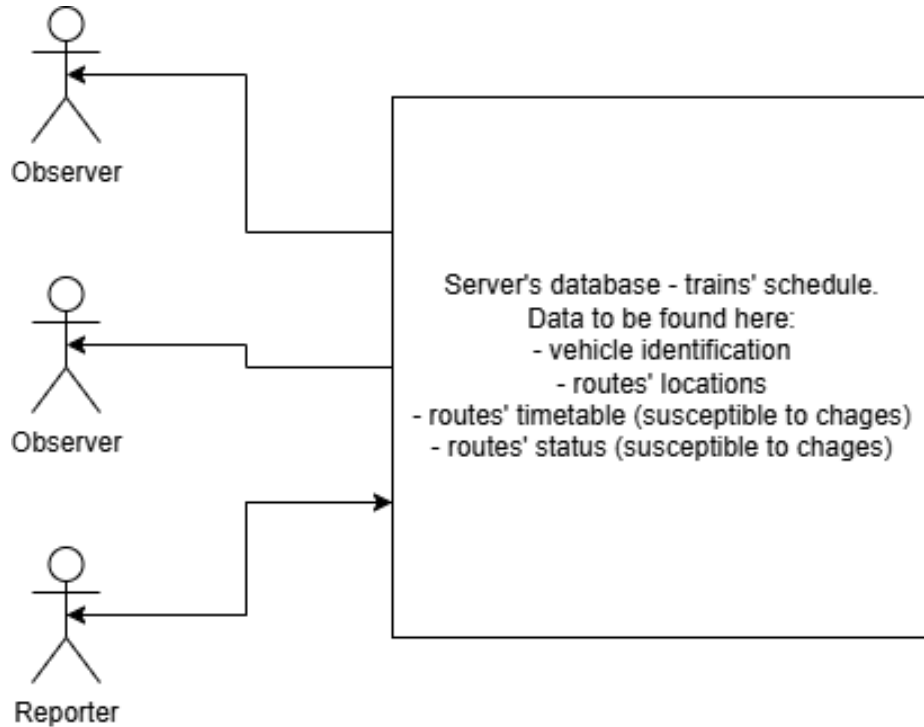 Observer
Observer
Reporter
Server's database - trains' schedule.
Data to be found here:
- vehicle identification
- routes' locations
- routes' timetable (susceptible to chages)
- routes' status (susceptible to chages)